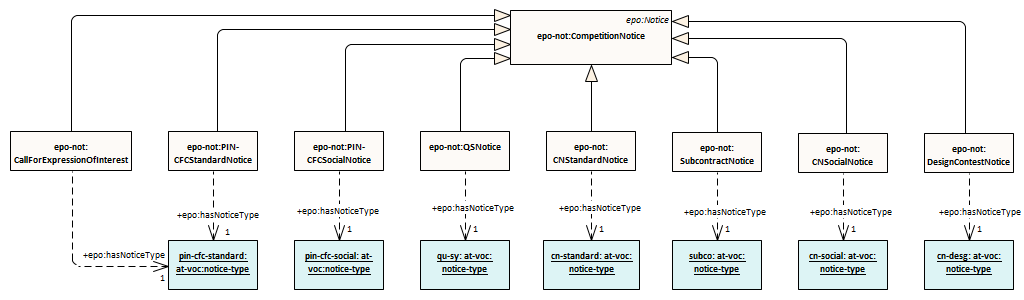 epo:Notice
epo-not:CompetitionNotice
epo-not:
CallForExpressionOfInterest
epo-not:PIN-
CFCStandardNotice
epo-not:PIN-
CFCSocialNotice
epo-not:QSNotice
epo-not:
CNStandardNotice
epo-not:
SubcontractNotice
epo-not:
CNSocialNotice
epo-not:
DesignContestNotice
+epo:hasNoticeType
1
+epo:hasNoticeType
1
+epo:hasNoticeType
1
+epo:hasNoticeType
1
+epo:hasNoticeType
1
+epo:hasNoticeType
1
+epo:hasNoticeType
1
+epo:hasNoticeType
1
pin-cfc-standard:
at-voc:notice-type
pin-cfc-social: at-
voc:notice-type
qu-sy: at-voc:
notice-type
cn-standard: at-voc:
notice-type
subco: at-voc:
notice-type
cn-social: at-voc:
notice-type
cn-desg: at-voc:
notice-type